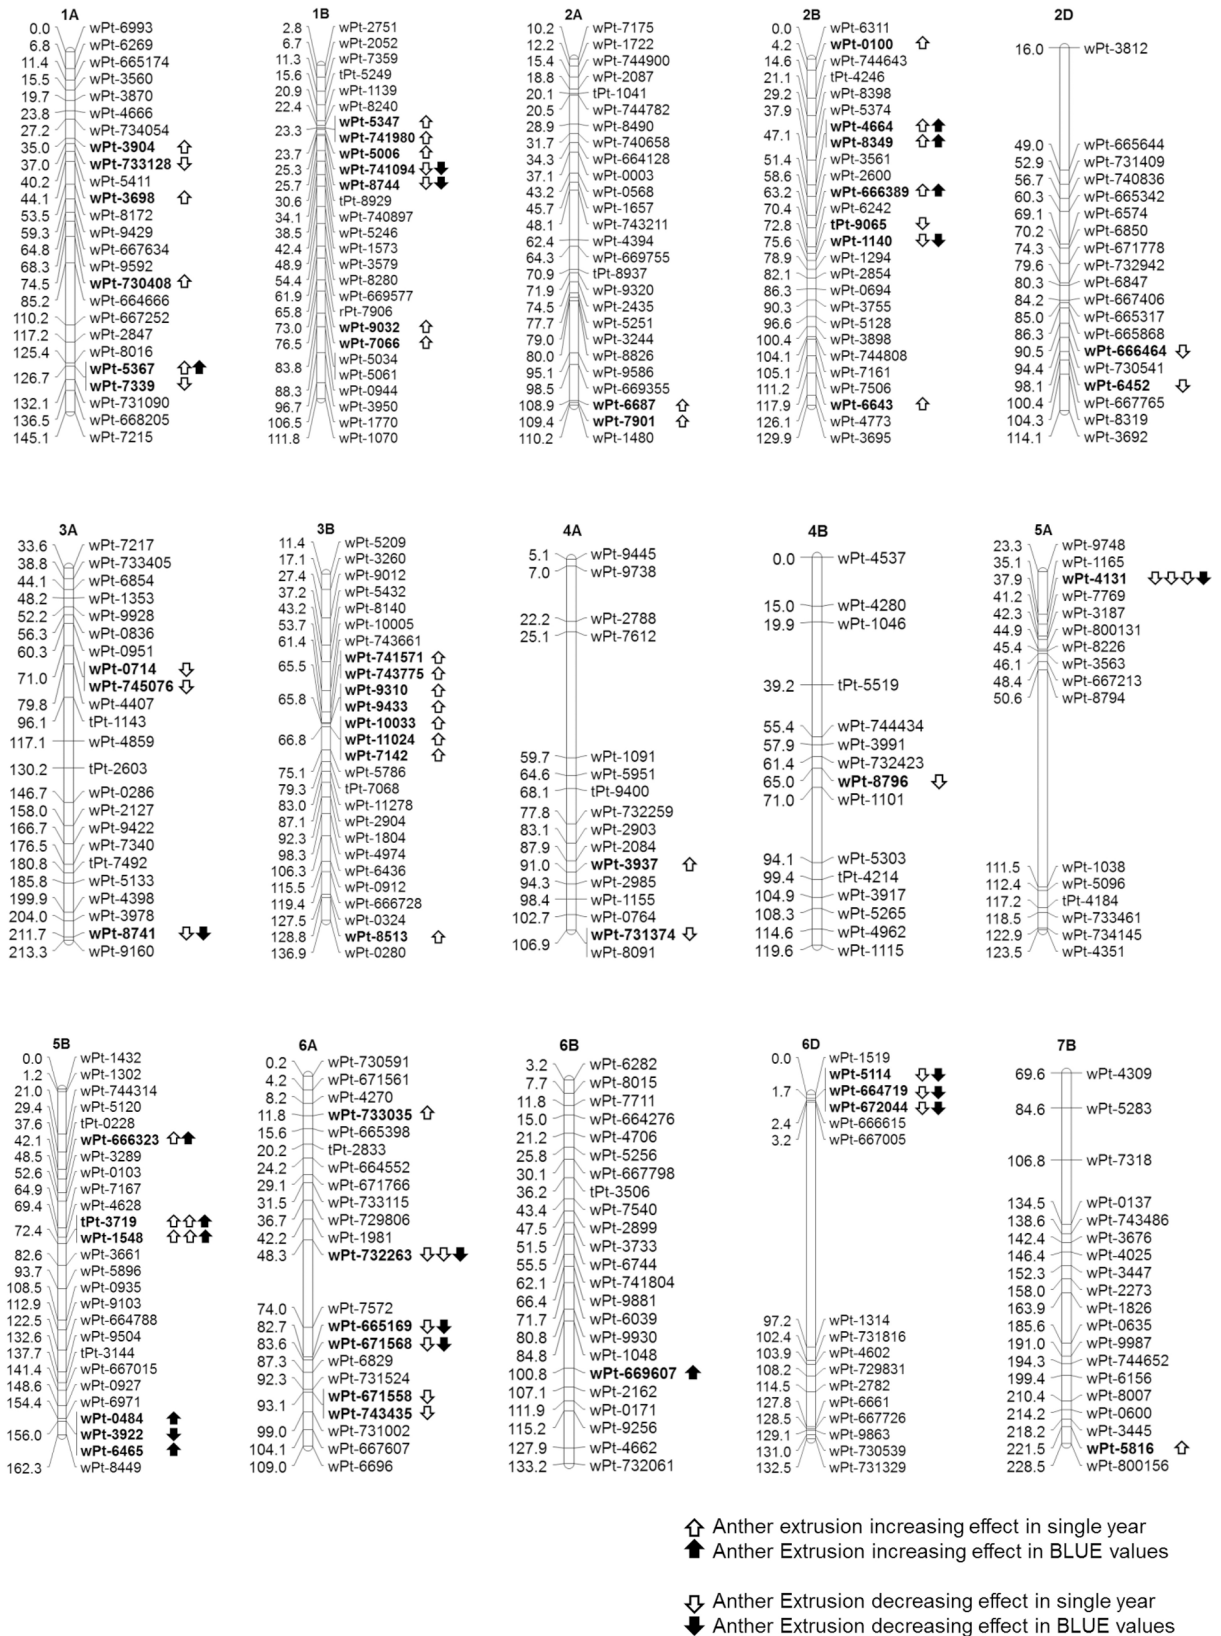 1A
0.0 wPt-6993
6.8 wPt-6269
11.4 wPt-665174
15.5 wPt-3560
19.7 wPt-3870
23.8 wPt-4666
27.2 wPt-734054
35.0 wPt-3904
37.0 wPt-733128
40.2 wPt-5411
44.1 wPt-3698
53.5 wPt-8172
59.3 wPt-9429
64.8 wPt-667634
68.3 wPt-9592
74.5 wPt-730408
85.2 wPt-664666
110.2 wPt-667252
117.2 wPt-2847
125.4 wPt-8016
126.7 wPt-5367
wPt-7339
132.1 wPt-731090
136.5 wPt-668205
145.1 wPt-7215
1B
2.8 wPt-2751
6.7 wPt-2052
11.3 wPt-7359
15.6 tPt-5249
20.9 wPt-1139
22.4 wPt-8240
23.3 wPt-5347
wPt-741980
23.7 wPt-5006
25.3 wPt-741094
25.7 wPt-8744
30.6 tPt-8929
34.1 wPt-740897
38.5 wPt-5246
42.4 wPt-1573
48.9 wPt-3579
54.4 wPt-8280
61.9 wPt-669577
65.8 rPt-7906
73.0 wPt-9032
76.5 wPt-7066
83.8 wPt-5034
wPt-5061
88.3 wPt-0944
96.7 wPt-3950
106.5 wPt-1770
111.8 wPt-1070
2A
10.2 wPt-7175
12.2 wPt-1722
15.4 wPt-744900
18.8 wPt-2087
20.1 tPt-1041
20.5 wPt-744782
28.9 wPt-8490
31.7 wPt-740658
34.3 wPt-664128
37.1 wPt-0003
43.2 wPt-0568
45.7 wPt-1657
48.1 wPt-743211
62.4 wPt-4394
64.3 wPt-669755
70.9 tPt-8937
71.9 wPt-9320
74.5 wPt-2435
77.7 wPt-5251
79.0 wPt-3244
80.0 wPt-8826
95.1 wPt-9586
98.5 wPt-669355
108.9 wPt-6687
109.4 wPt-7901
110.2 wPt-1480
2B
0.0 wPt-6311
4.2 wPt-0100
14.6 wPt-744643
21.1 tPt-4246
29.2 wPt-8398
37.9 wPt-5374
47.1 wPt-4664
wPt-8349
51.4 wPt-3561
58.6 wPt-2600
63.2 wPt-666389
70.4 wPt-6242
72.8 tPt-9065
75.6 wPt-1140
78.9 wPt-1294
82.1 wPt-2854
86.3 wPt-0694
90.3 wPt-3755
96.6 wPt-5128
100.4 wPt-3898
104.1 wPt-744808
105.1 wPt-7161
111.2 wPt-7506
117.9 wPt-6643
126.1 wPt-4773
129.9 wPt-3695
2D
16.0 wPt-3812
49.0 wPt-665644
52.9 wPt-731409
56.7 wPt-740836
60.3 wPt-665342
69.1 wPt-6574
70.2 wPt-6850
74.3 wPt-671778
79.6 wPt-732942
80.3 wPt-6847
84.2 wPt-667406
85.0 wPt-665317
86.3 wPt-665868
90.5 wPt-666464
94.4 wPt-730541
98.1 wPt-6452
100.4 wPt-667765
104.3 wPt-8319
114.1 wPt-3692
3A
33.6 wPt-7217
38.8 wPt-733405
44.1 wPt-6854
48.2 wPt-1353
52.2 wPt-9928
56.3 wPt-0836
60.3 wPt-0951
71.0 wPt-0714
wPt-745076
79.8 wPt-4407
96.1 tPt-1143
117.1 wPt-4859
130.2 tPt-2603
146.7 wPt-0286
158.0 wPt-2127
166.7 wPt-9422
176.5 wPt-7340
180.8 tPt-7492
185.8 wPt-5133
199.9 wPt-4398
204.0 wPt-3978
211.7 wPt-8741
213.3 wPt-9160
3B
11.4 wPt-5209
17.1 wPt-3260
27.4 wPt-9012
37.2 wPt-5432
43.2 wPt-8140
53.7 wPt-10005
61.4 wPt-743661
65.5 wPt-741571
wPt-743775
65.8 wPt-9310
wPt-9433
66.8 wPt-10033
wPt-11024
wPt-7142
75.1 wPt-5786
79.3 tPt-7068
83.0 wPt-11278
87.1 wPt-2904
92.3 wPt-1804
98.3 wPt-4974
106.3 wPt-6436
115.5 wPt-0912
119.4 wPt-666728
127.5 wPt-0324
128.8 wPt-8513
136.9 wPt-0280
4A
5.1 wPt-9445
7.0 wPt-9738
22.2 wPt-2788
25.1 wPt-7612
59.7 wPt-1091
64.6 wPt-5951
68.1 tPt-9400
77.8 wPt-732259
83.1 wPt-2903
87.9 wPt-2084
91.0 wPt-3937
94.3 wPt-2985
98.4 wPt-1155
102.7 wPt-0764
106.9 wPt-731374
wPt-8091
4B
0.0 wPt-4537
15.0 wPt-4280
19.9 wPt-1046
39.2 tPt-5519
55.4 wPt-744434
57.9 wPt-3991
61.4 wPt-732423
65.0 wPt-8796
71.0 wPt-1101
94.1 wPt-5303
99.4 tPt-4214
104.9 wPt-3917
108.3 wPt-5265
114.6 wPt-4962
119.6 wPt-1115
5A
23.3 wPt-9748
35.1 wPt-1165
37.9 wPt-4131
41.2 wPt-7769
42.3 wPt-3187
44.9 wPt-800131
45.4 wPt-8226
46.1 wPt-3563
48.4 wPt-667213
50.6 wPt-8794
111.5 wPt-1038
112.4 wPt-5096
117.2 tPt-4184
118.5 wPt-733461
122.9 wPt-734145
123.5 wPt-4351
5B
0.0 wPt-1432
1.2 wPt-1302
21.0 wPt-744314
29.4 wPt-5120
37.6 tPt-0228
42.1 wPt-666323
48.5 wPt-3289
52.6 wPt-0103
64.9 wPt-7167
69.4 wPt-4628
72.4 tPt-3719
wPt-1548
82.6 wPt-3661
93.7 wPt-5896
108.5 wPt-0935
112.9 wPt-9103
122.5 wPt-664788
132.6 wPt-9504
137.7 tPt-3144
141.4 wPt-667015
148.6 wPt-0927
154.4 wPt-6971
156.0 wPt-0484
wPt-3922
wPt-6465
162.3 wPt-8449
6A
0.2 wPt-730591
4.2 wPt-671561
8.2 wPt-4270
11.8 wPt-733035
15.6 wPt-665398
20.2 tPt-2833
24.2 wPt-664552
29.1 wPt-671766
31.5 wPt-733115
36.7 wPt-729806
42.2 wPt-1981
48.3 wPt-732263
74.0 wPt-7572
82.7 wPt-665169
83.6 wPt-671568
87.3 wPt-6829
92.3 wPt-731524
93.1 wPt-671558
wPt-743435
99.0 wPt-731002
104.1 wPt-667607
109.0 wPt-6696
6B
3.2 wPt-6282
7.7 wPt-8015
11.8 wPt-7711
15.0 wPt-664276
21.2 wPt-4706
25.8 wPt-5256
30.1 wPt-667798
36.2 tPt-3506
43.4 wPt-7540
47.5 wPt-2899
51.5 wPt-3733
55.5 wPt-6744
62.1 wPt-741804
66.4 wPt-9881
71.7 wPt-6039
80.8 wPt-9930
84.8 wPt-1048
100.8 wPt-669607
107.1 wPt-2162
111.9 wPt-0171
115.2 wPt-9256
127.9 wPt-4662
133.2 wPt-732061
6D
0.0 wPt-1519
1.7 wPt-5114
wPt-664719
wPt-672044
2.4 wPt-666615
3.2 wPt-667005
97.2 wPt-1314
102.4 wPt-731816
103.9 wPt-4602
108.2 wPt-729831
114.5 wPt-2782
127.8 wPt-6661
128.5 wPt-667726
129.1 wPt-9863
131.0 wPt-730539
132.5 wPt-731329
7B
69.6 wPt-4309
84.6 wPt-5283
106.8 wPt-7318
134.5 wPt-0137
138.6 wPt-743486
142.4 wPt-3676
146.4 wPt-4025
152.3 wPt-3447
158.0 wPt-2273
163.9 wPt-1826
185.6 wPt-0635
191.0 wPt-9987
194.3 wPt-744652
199.4 wPt-6156
210.4 wPt-8007
214.2 wPt-0600
218.2 wPt-3445
221.5 wPt-5816
228.5 wPt-800156
Anther extrusion increasing effect in single year
Anther Extrusion increasing effect in BLUE values
Anther Extrusion decreasing effect in single year
Anther Extrusion decreasing effect in BLUE values